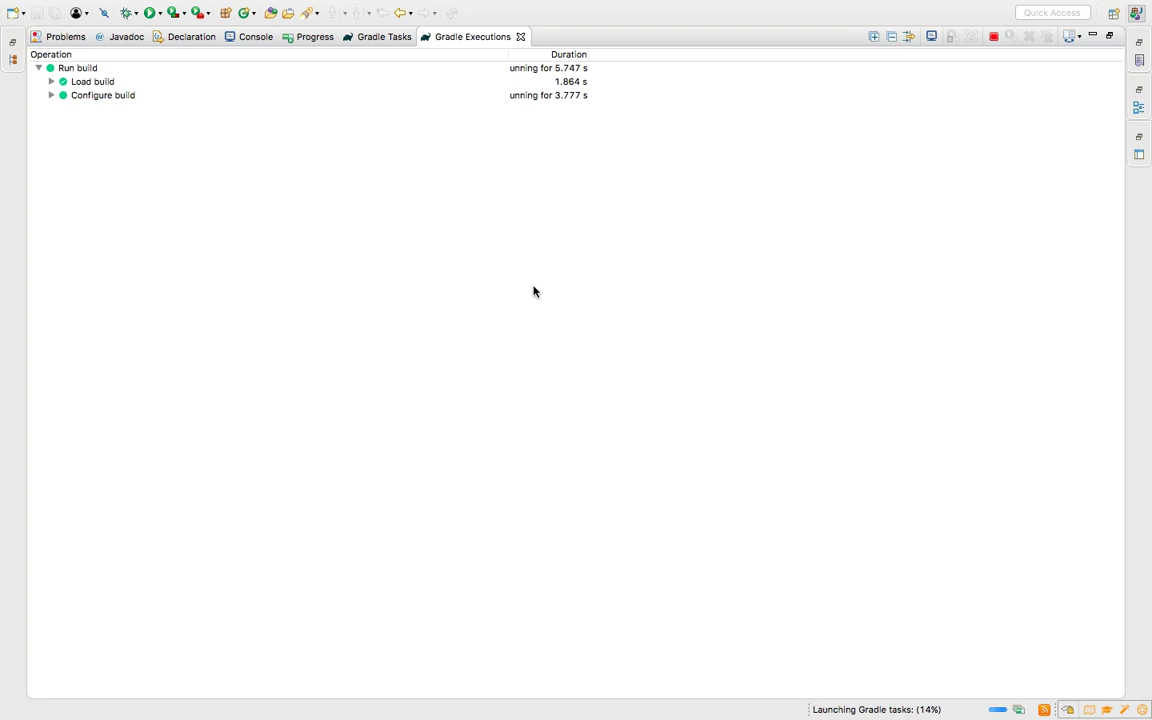 Quick Access
Problems @ Javadoc Declaration Console Progress Gradle Tasks Gradle Executions
Operation Duration
Run build unning for 5.747 s
Load build 1.864 s
Configure build unning for 3.777 s
Launching Gradle tasks: (14%)